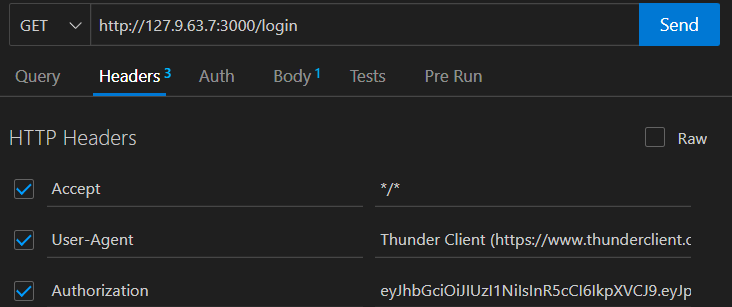 GET http://127.9.63.7:3000/login Send
Query Headers 3 Auth Body 1 Tests Pre Run
HTTP Headers Raw
Accept */*
User-Agent Thunder Client (https://www.thunderclient.c
Authorization eyJhbGciOiJIUzI1NiIsInR5cCI6IkpXVCJ9.eyJp